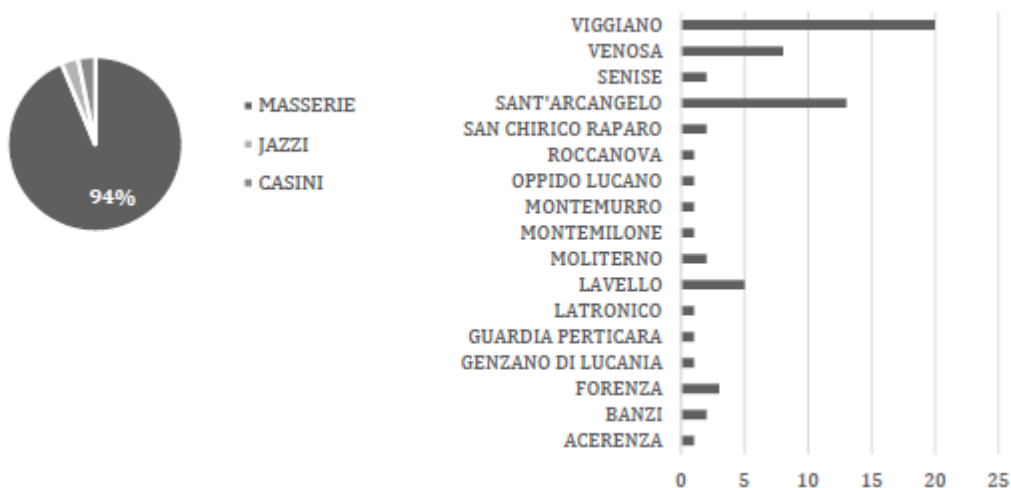 94%
MASSERIE
JAZZI
CASINI
VIGGIANO
VENOSA
SENISE
SANT'ARCANGELO
SAN CHIRICO RAPARO
ROCCANOVA
OPPIDO LUCANO
MONTEMURRO
MONTEMILONE
MOLITERNO
LAVELLO
LATRONICO
GUARDIA PERTICARA
GENZANO DI LUCANIA
FORENZA
BANZI
ACERENZA
0 5 10 15 20 25